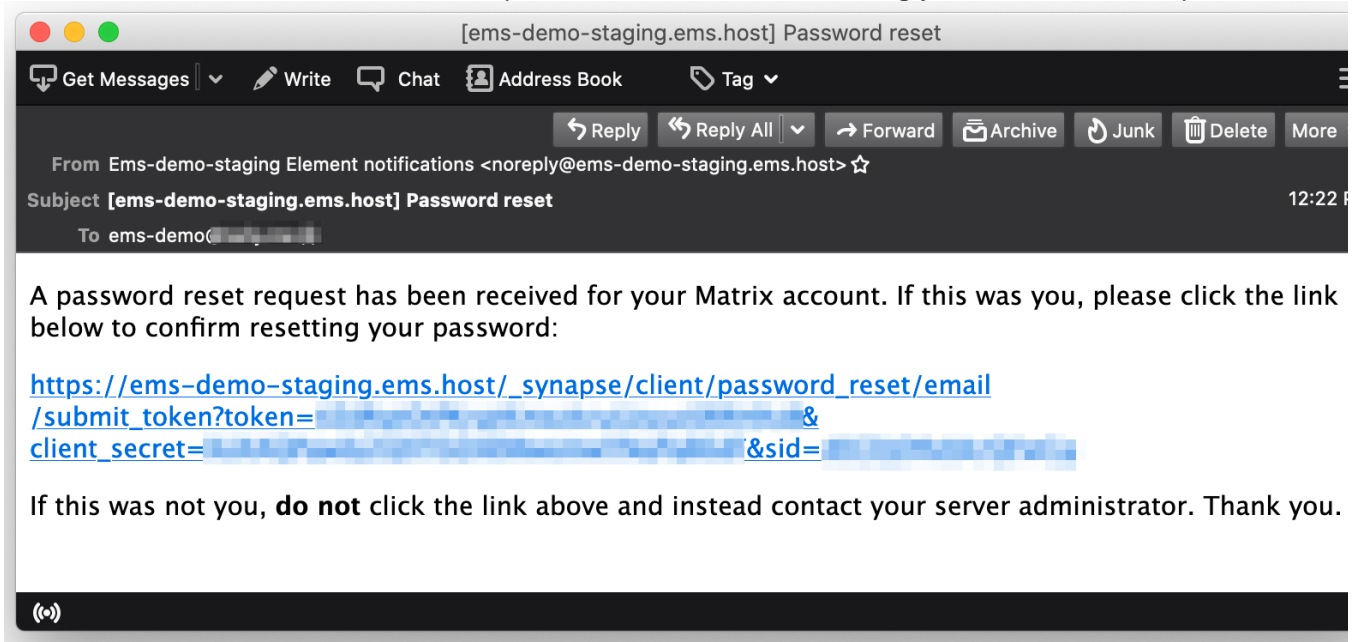 [ems-demo-staging.ems.host] Password reset
Get Messages Write Chat Address Book Tag
Reply Reply All Forward Archive Junk Delete More
From Ems-demo-staging Element notifications <noreply@ems-demo-staging.ems.host>
Subject [ems-demo-staging.ems.host] Password reset 12:22
To ems-demo@
A password reset request has been received for your Matrix account. If this was you, please click the link
below to confirm resetting your password:
https://ems-demo-staging.ems.host/_synapse/client/password_reset/email
/submit_token?token= &
client_secret= &sid=
If this was not you, do not click the link above and instead contact your server administrator. Thank you.